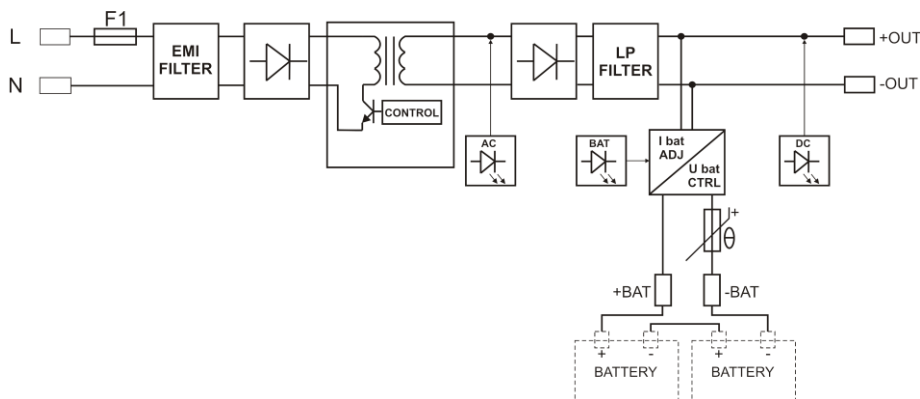 F1
L
N
EMI
FILTER
CONTROL
LP
FILTER
+OUT
-OUT
AC
BAT
I bat
ADJ
U bat
CTRL
DC
I+
θ
+BAT
-BAT
+ - + -
BATTERY BATTERY